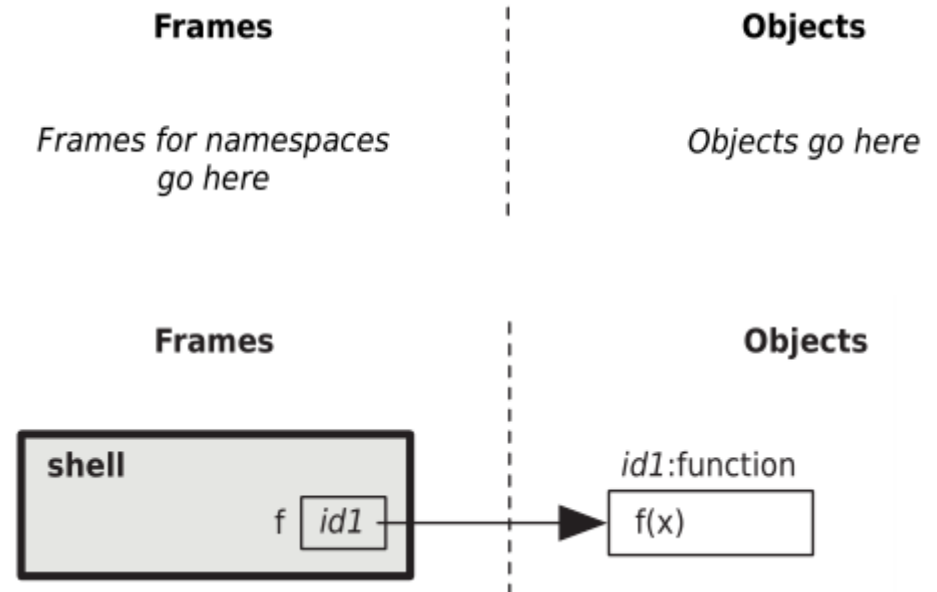 Frames Objects
Frames for namespaces Objects go here
go here
Frames Objects
shell id1:function
f id1 f(x)